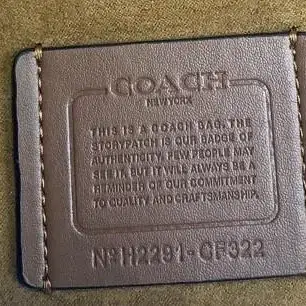 COACH
NEW YORK
THIS IS A COACH BAG. THE
STORYPATCH IS OUR BADGE OF
AUTHENTICITY. FEW PEOPLE MAY
SEE IT, BUT IT WILL ALWAYS BE A
REMINDER OF OUR COMMITMENT
TO QUALITY AND CRAFTSMANSHIP.
Nº H2291-CF322